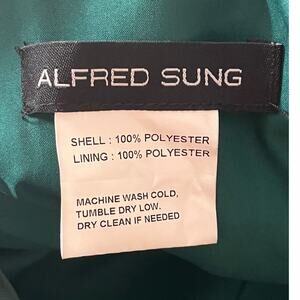 ALFRED SUNG
SHELL : 100% POLYESTER
LINING : 100% POLYESTER
MACHINE WASH COLD,
TUMBLE DRY LOW.
DRY CLEAN IF NEEDED